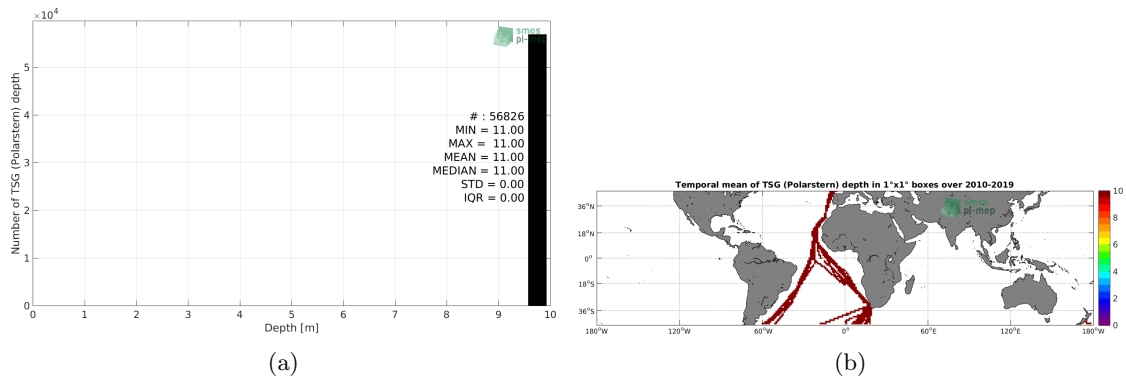 ×10⁴
5
4
3
2
1
0
Number of TSG (Polarstern) depth
smos
pi-mep
# : 56826
MIN = 11.00
MAX = 11.00
MEAN = 11.00
MEDIAN = 11.00
STD = 0.00
IQR = 0.00
0 1 2 3 4 5 6 7 8 9 10
Depth [m]
(a)
Temporal mean of TSG (Polarstern) depth in 1°x1° boxes over 2010-2019
smos
pi-mep
36°N
18°N
0°
18°S
36°S
180°W 120°W 60°W 0° 60°E 120°E 180°W
10
8
6
4
2
0
(b)